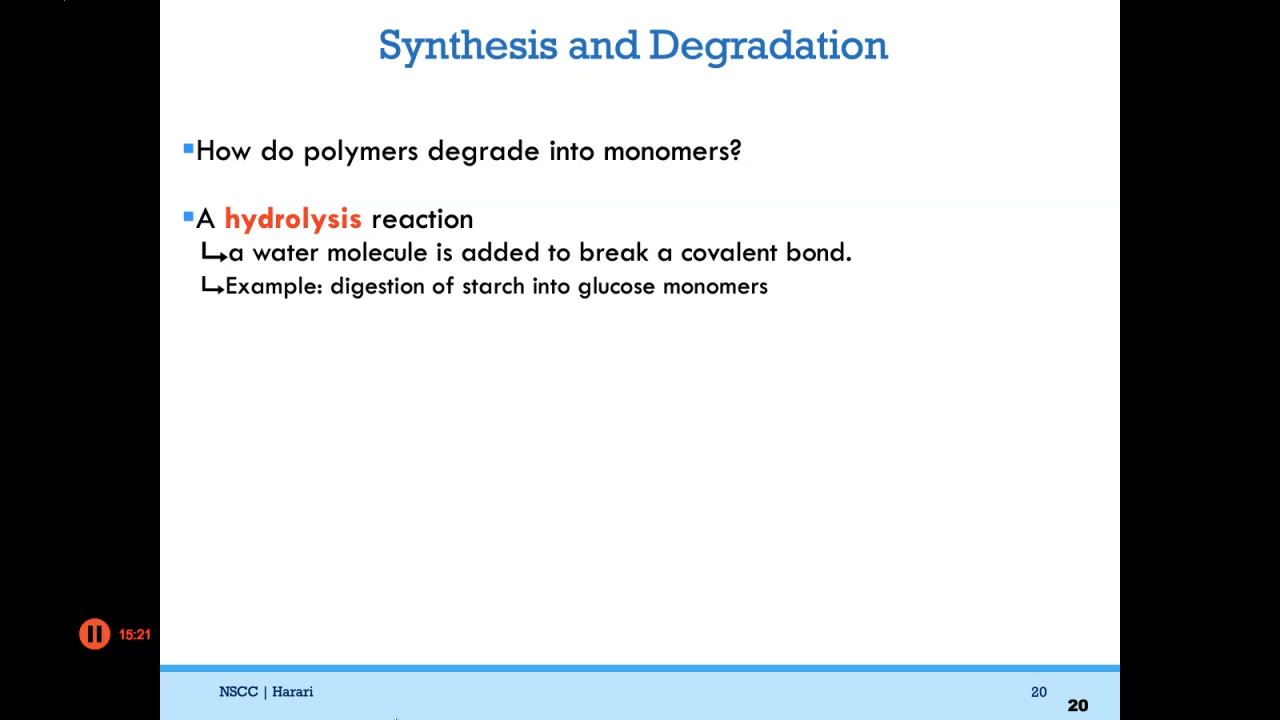 Synthesis and Degradation
▪How do polymers degrade into monomers?
▪A hydrolysis reaction
↳a water molecule is added to break a covalent bond.
↳Example: digestion of starch into glucose monomers
15:21
NSCC | Harari
20
20